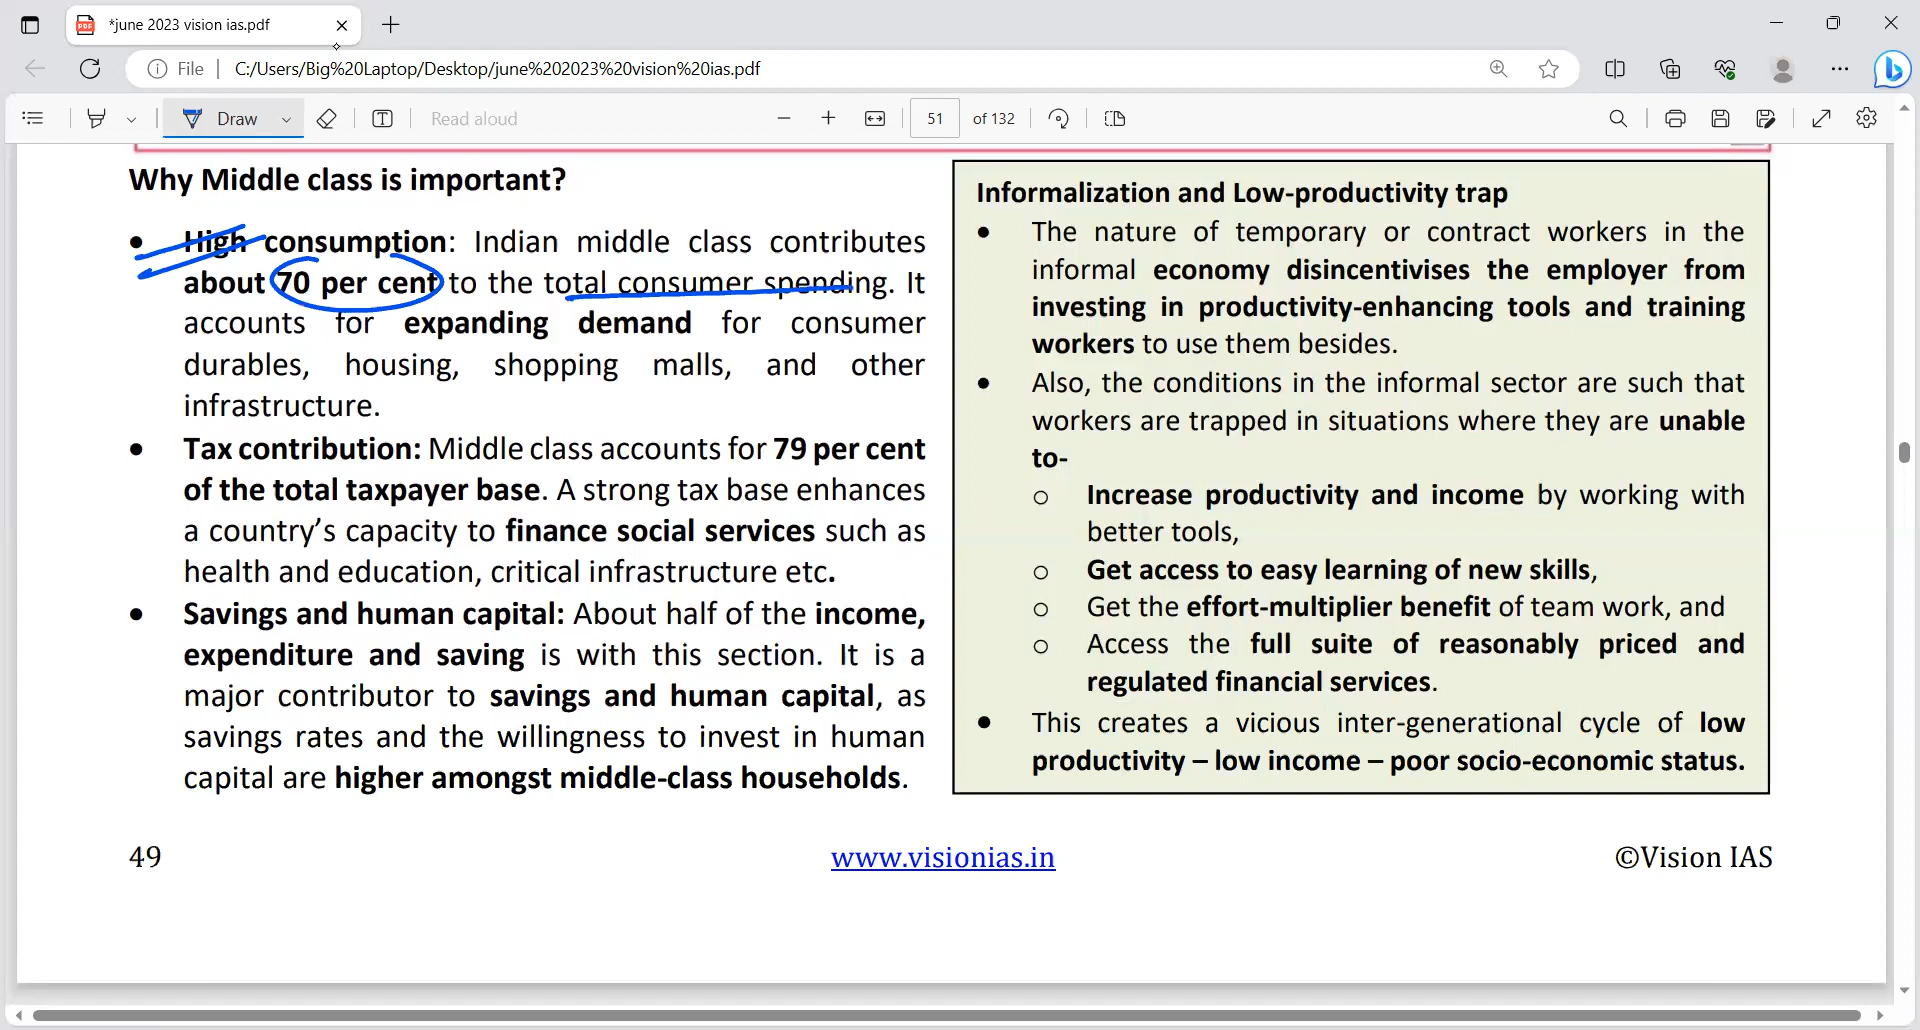 *june 2023 vision ias.pdf
File
C:/Users/Big%20Laptop/Desktop/june%202023%20vision%20ias.pdf
Draw
Read aloud
51
of 132
Why Middle class is important?
• High consumption: Indian middle class contributes
about 70 per cent to the total consumer spending. It
accounts for expanding demand for consumer
durables, housing, shopping malls, and other
infrastructure.
• Tax contribution: Middle class accounts for 79 per cent
of the total taxpayer base. A strong tax base enhances
a country’s capacity to finance social services such as
health and education, critical infrastructure etc.
• Savings and human capital: About half of the income,
expenditure and saving is with this section. It is a
major contributor to savings and human capital, as
savings rates and the willingness to invest in human
capital are higher amongst middle-class households.
Informalization and Low-productivity trap
• The nature of temporary or contract workers in the
informal economy disincentivises the employer from
investing in productivity-enhancing tools and training
workers to use them besides.
• Also, the conditions in the informal sector are such that
workers are trapped in situations where they are unable
to-
o Increase productivity and income by working with
better tools,
o Get access to easy learning of new skills,
o Get the effort-multiplier benefit of team work, and
o Access the full suite of reasonably priced and
regulated financial services.
• This creates a vicious inter-generational cycle of low
productivity – low income – poor socio-economic status.
49
www.visionias.in
©Vision IAS